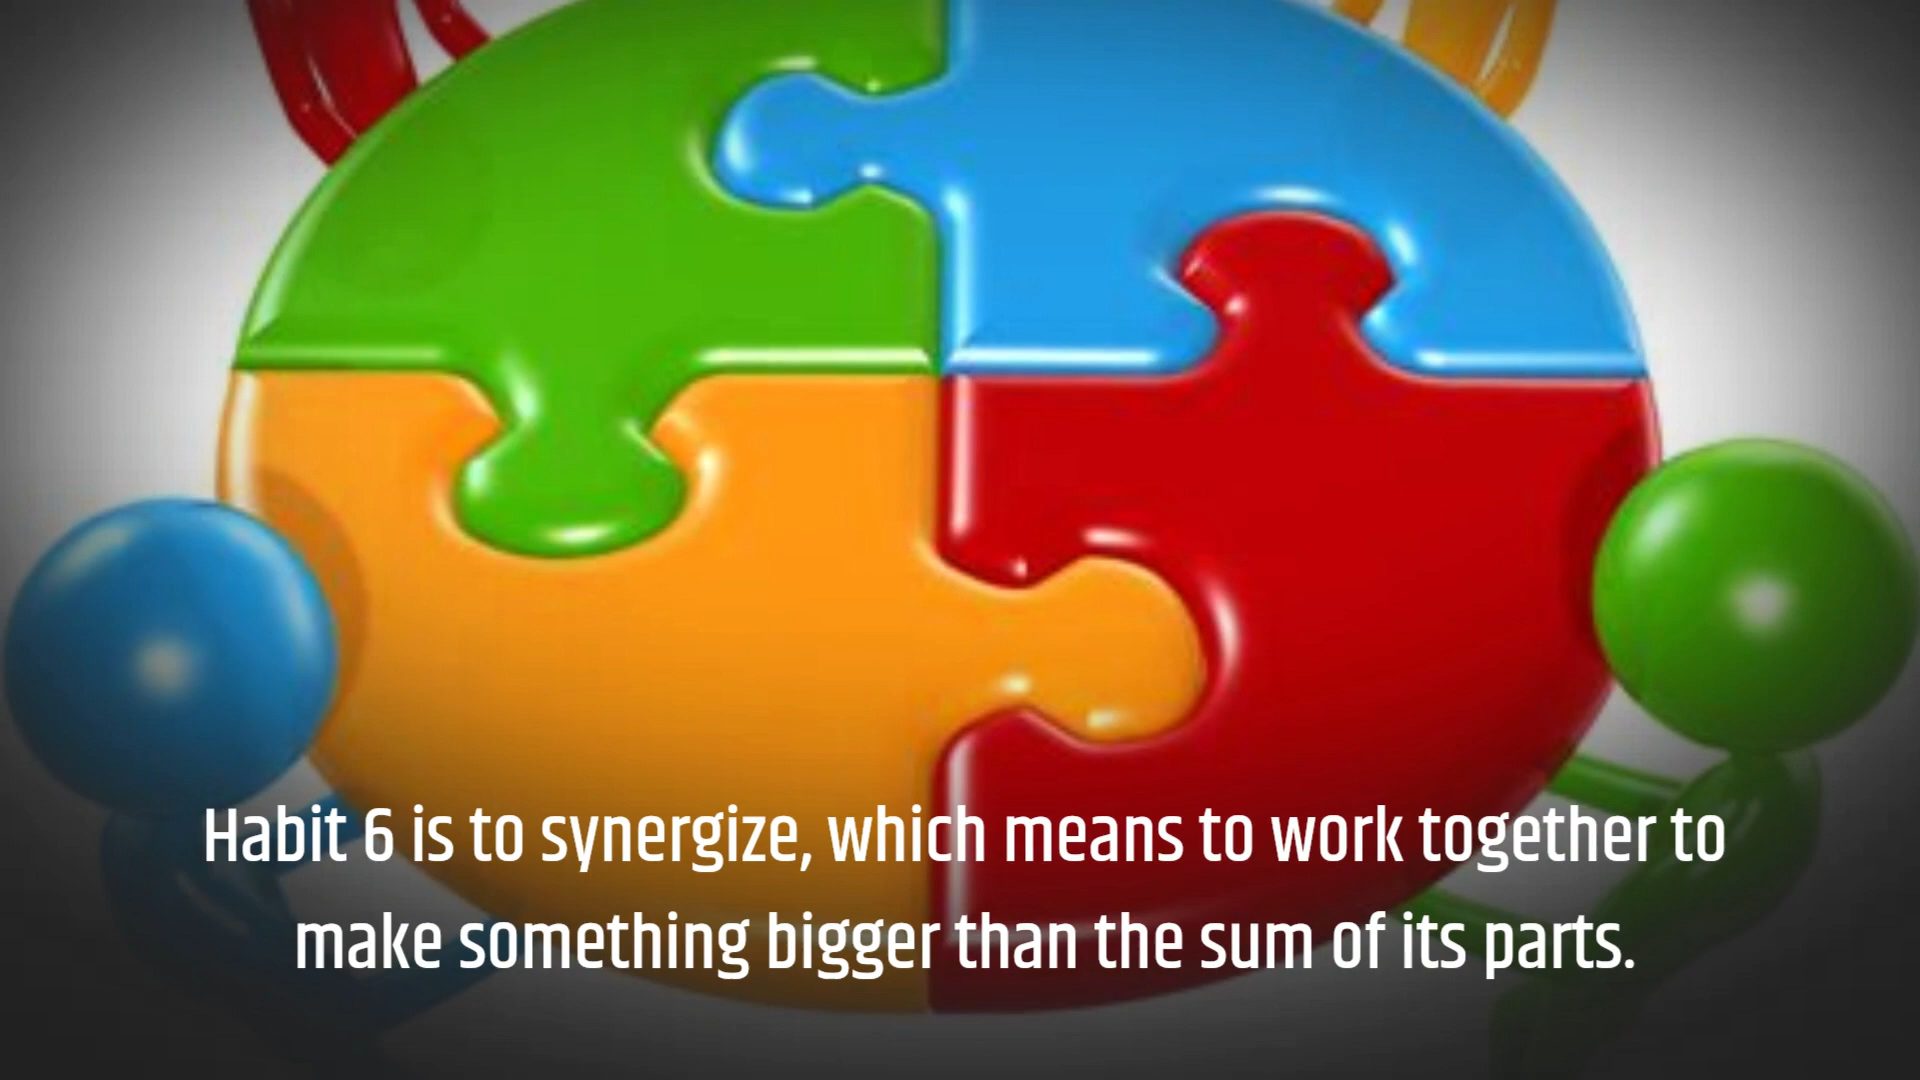 Habit 6 is to synergize, which means to work together to
make something bigger than the sum of its parts.